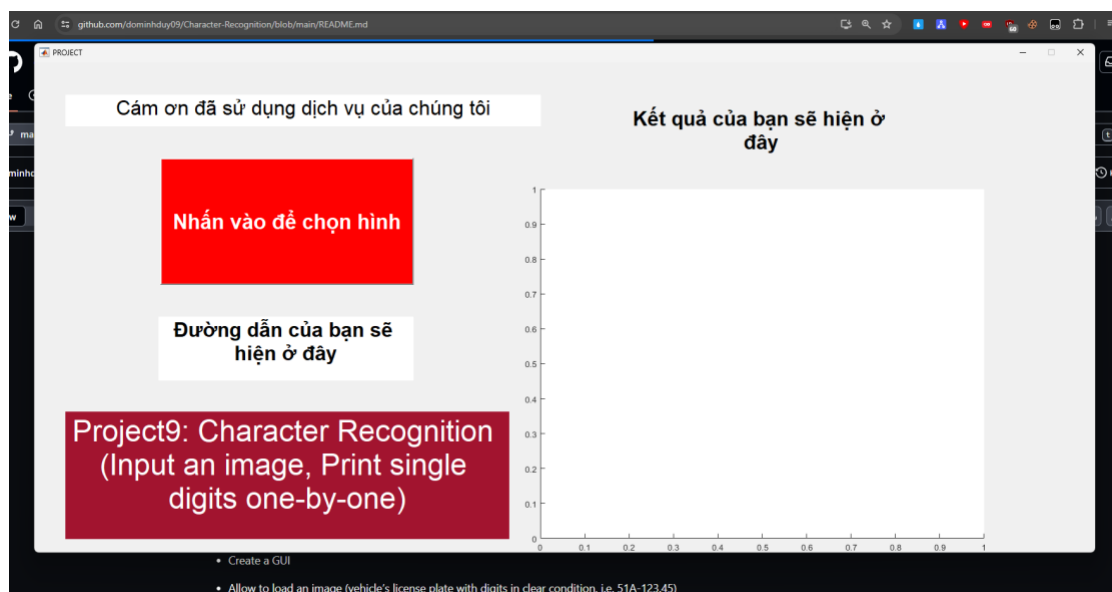 github.com/dominhduy09/Character-Recognition/blob/main/README.md
PROJECT
Cám ơn đã sử dụng dịch vụ của chúng tôi
Kết quả của bạn sẽ hiện ở
đây
Nhấn vào để chọn hình
Đường dẫn của bạn sẽ
hiện ở đây
Project9: Character Recognition
(Input an image, Print single
digits one-by-one)
1
0.9
0.8
0.7
0.6
0.5
0.4
0.3
0.2
0.1
0
0 0.1 0.2 0.3 0.4 0.5 0.6 0.7 0.8 0.9 1
• Create a GUI
• Allow to load an image (vehicle's license plate with digits in clear condition, i.e. 51A-123.45)